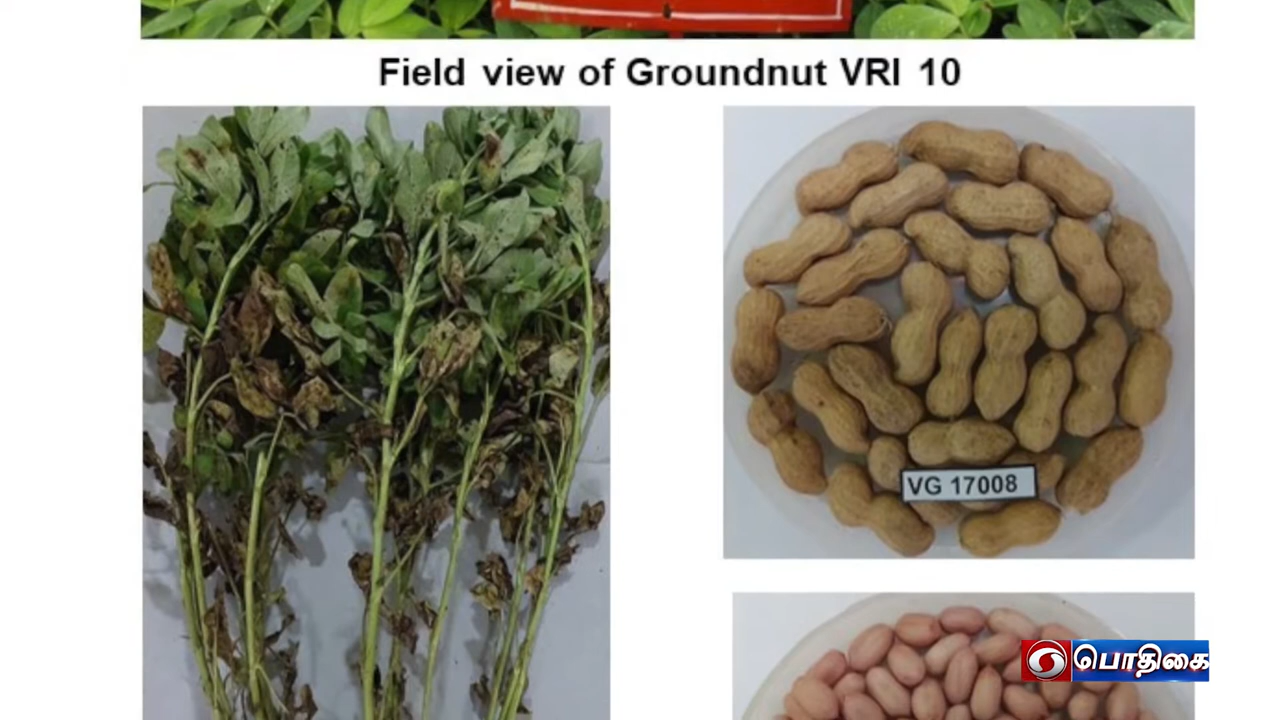 Field view of Groundnut VRI 10
VG 17008
பொதிகை